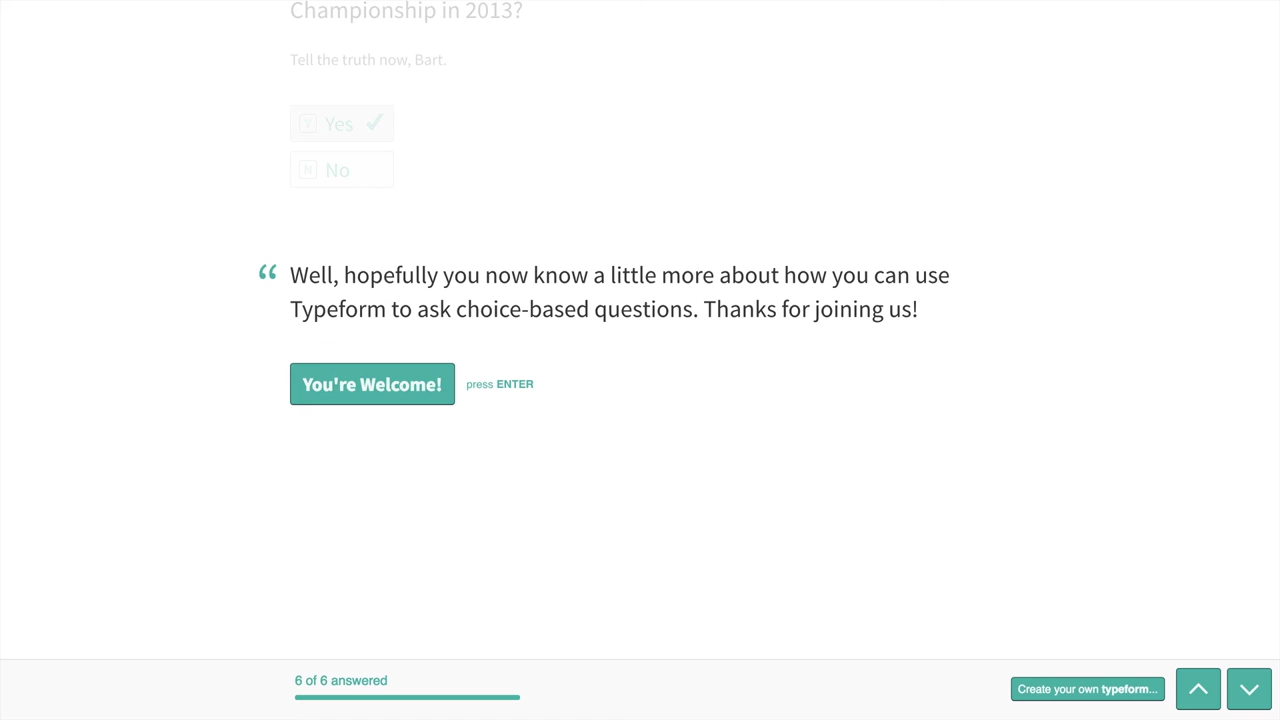 Championship in 2013?
Tell the truth now, Bart.
Y Yes
N No
“ Well, hopefully you now know a little more about how you can use
Typeform to ask choice-based questions. Thanks for joining us!
You're Welcome! press ENTER
6 of 6 answered
Create your own typeform...